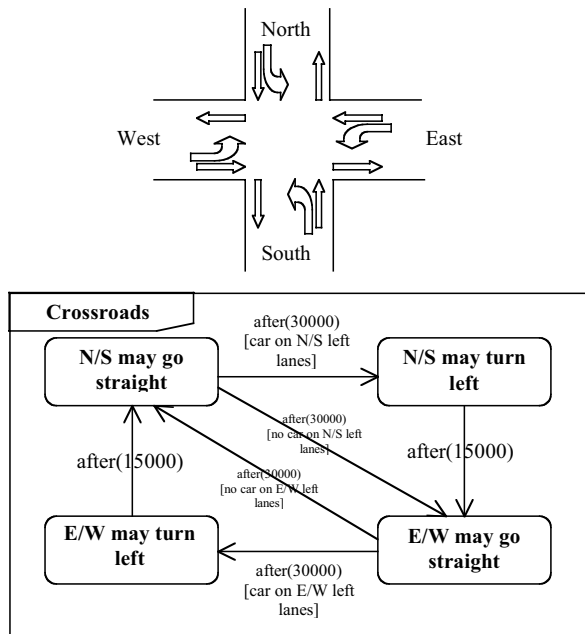 North
West
East
South
Crossroads
N/S may go
straight
after(30000)
[car on N/S left
lanes]
N/S may turn
left
after(30000)
[no car on N/S left
lanes]
after(15000)
after(30000)
[no car on E/W left
lanes]
after(15000)
E/W may turn
left
after(30000)
[car on E/W left
lanes]
E/W may go
straight